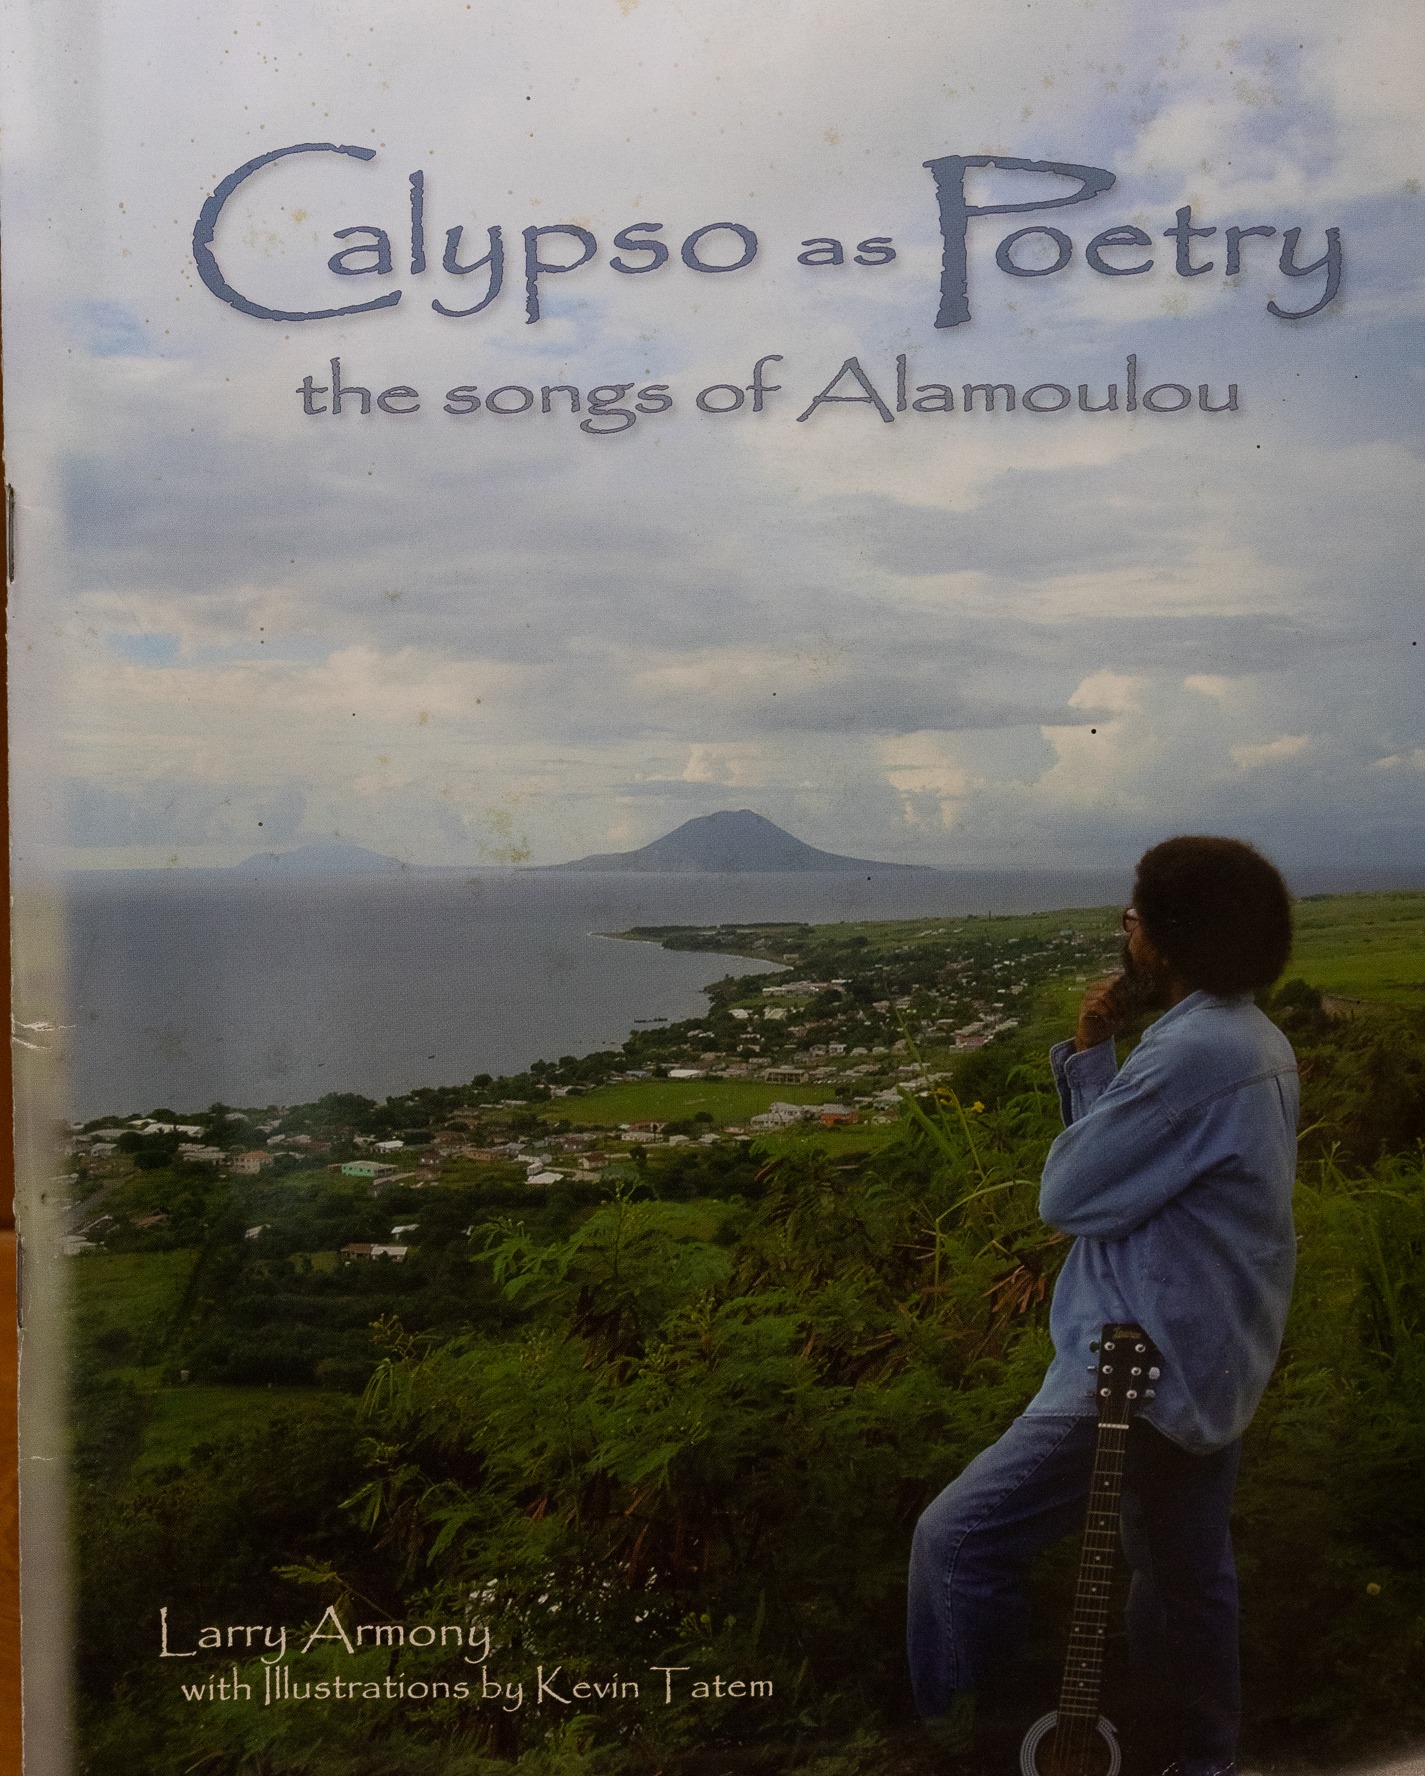 Calypso as Poetry
the songs of Alamoulou
Larry Armony
with Illustrations by Kevin Tatem